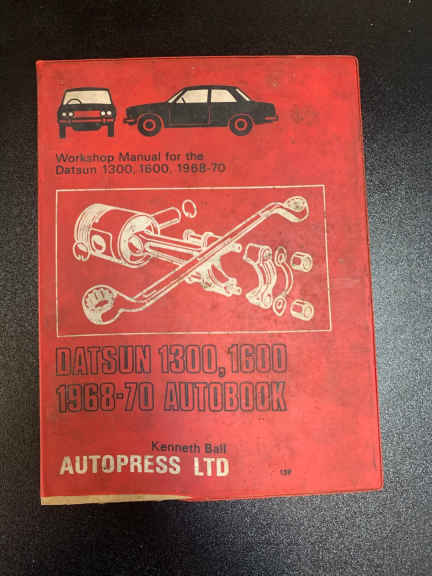 Workshop Manual for the
Datsun 1300, 1600, 1968-70
DATSUN 1300, 1600
1968-70 AUTOBOOK
Kenneth Ball
AUTOPRESS LTD